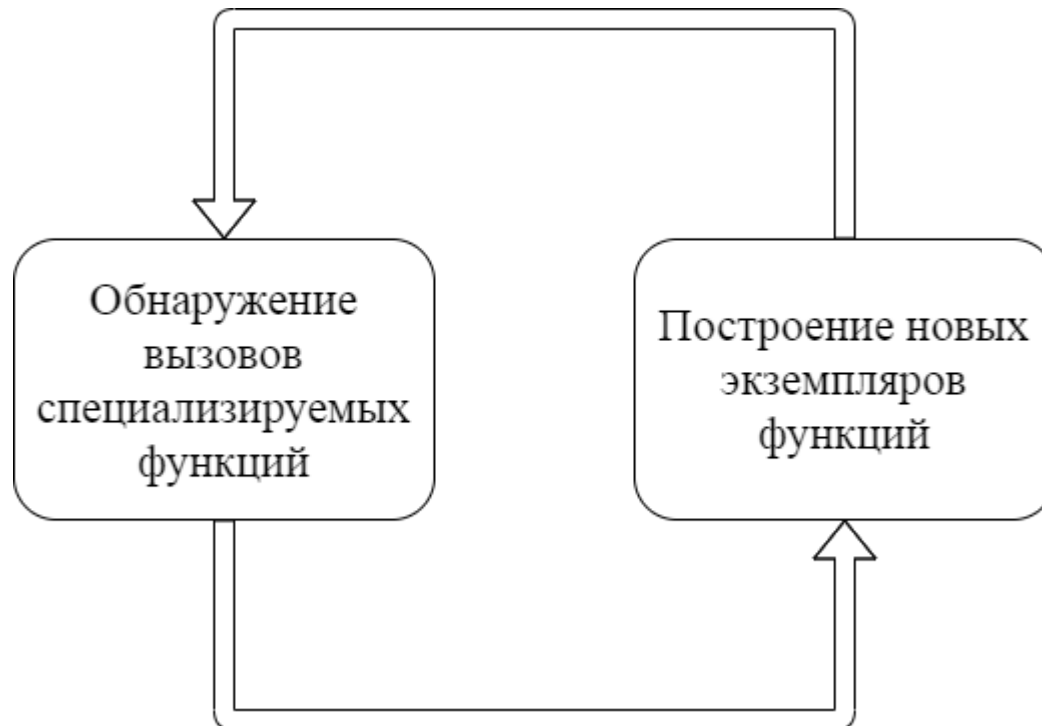 Обнаружение
вызовов
специализируемых
функций
Построение новых
экземпляров
функций